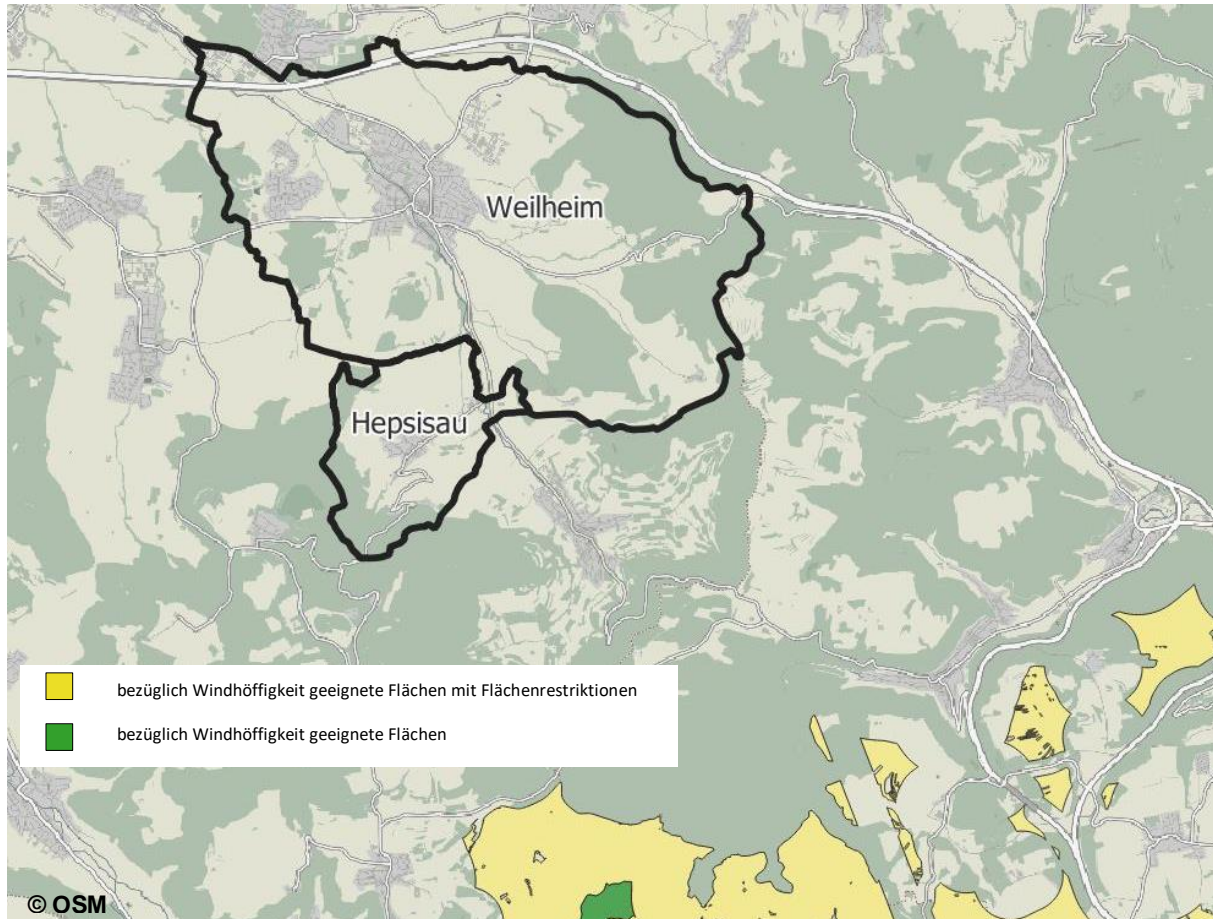 Weilheim
Hepsisau
bezüglich Windhöffigkeit geeignete Flächen mit Flächenrestriktionen
bezüglich Windhöffigkeit geeignete Flächen
© OSM